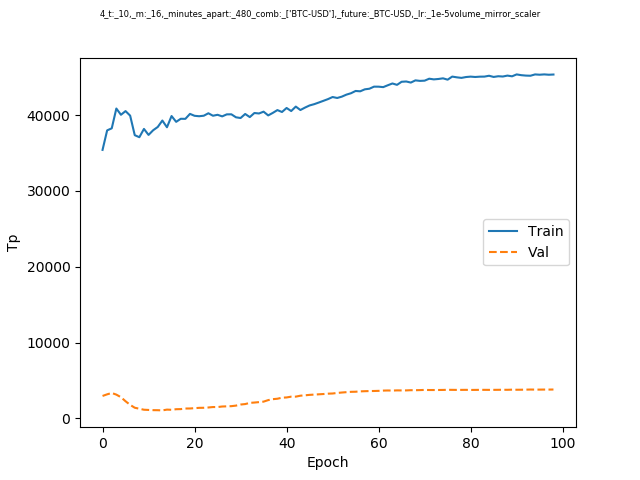 4_t:_10,_m:_16,_minutes_apart:_480_comb:_['BTC-USD'],_future:_BTC-USD,_lr:_1e-5volume_mirror_scaler
40000
30000
20000
10000
0
Tp
Train
Val
0 20 40 60 80 100
Epoch